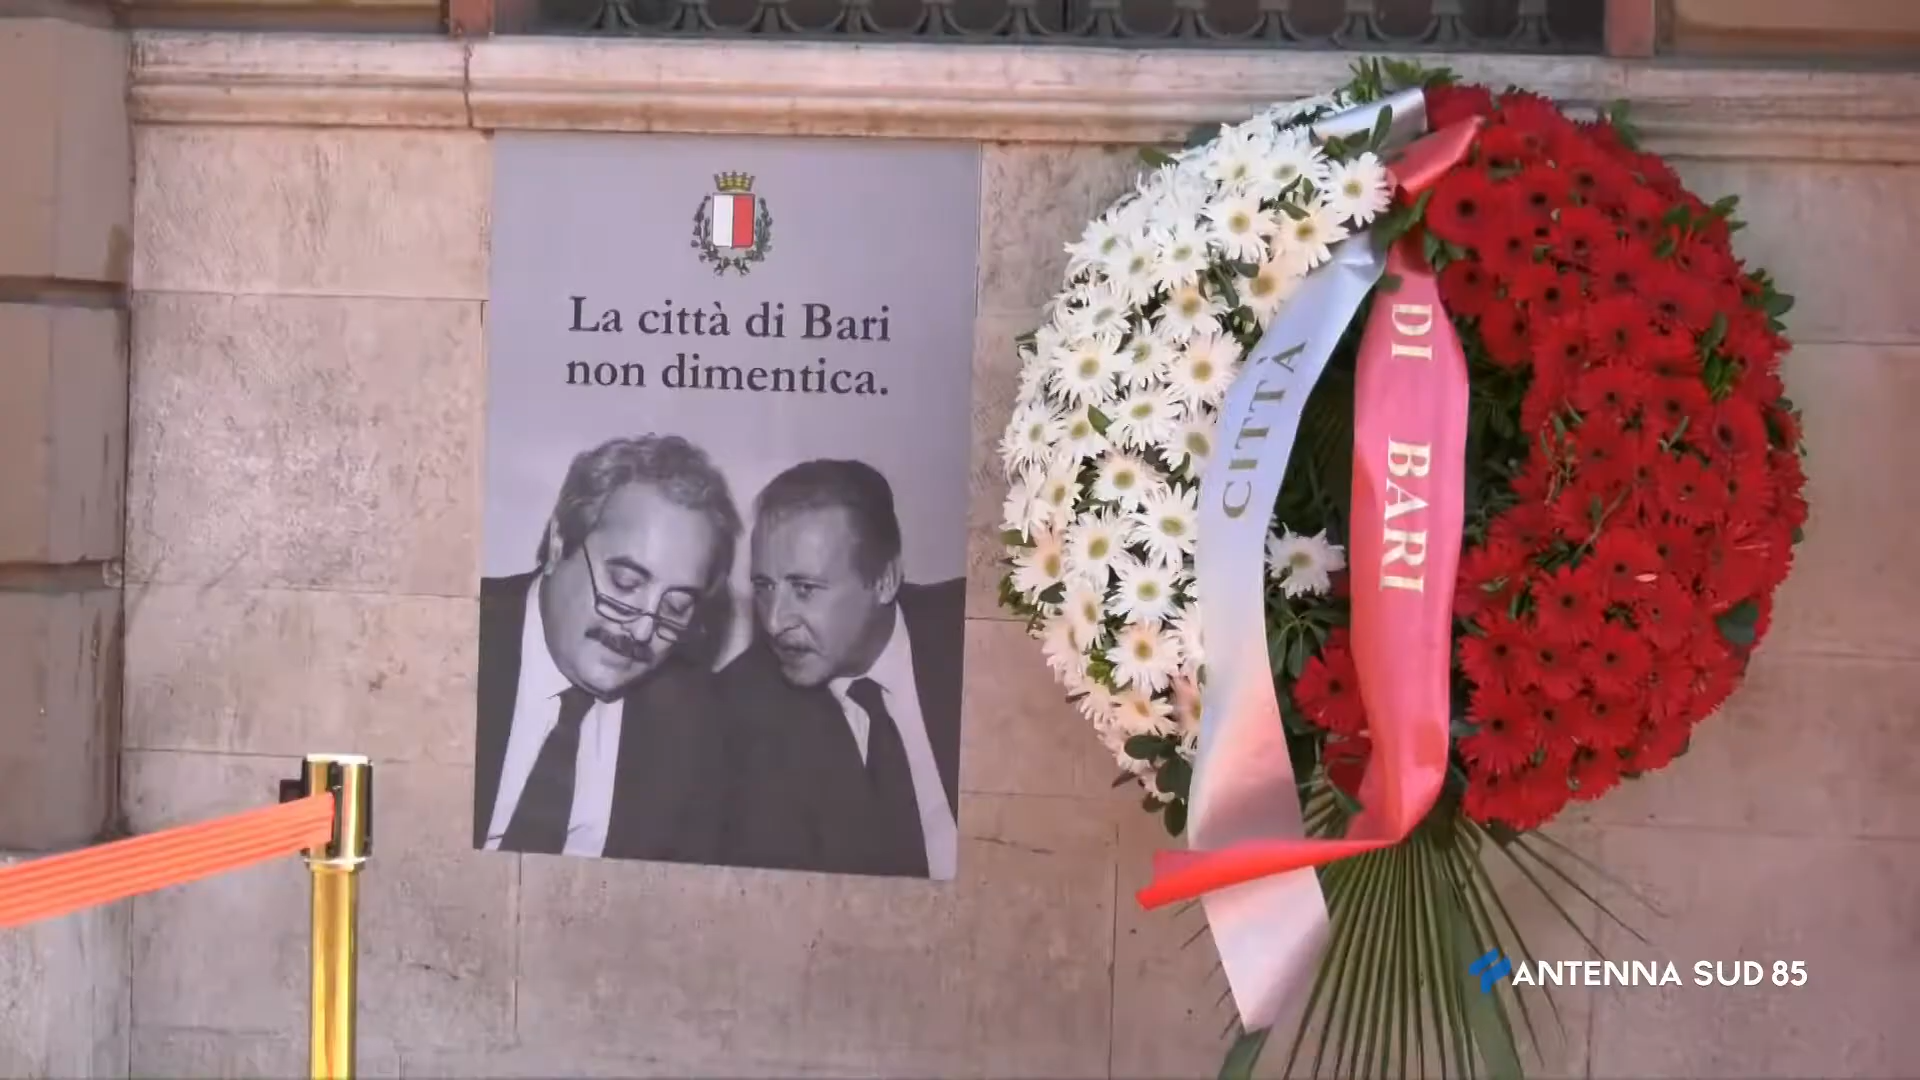 La città di Bari
non dimentica.
CITTÀ
DI BARI
ANTENNA SUD 85